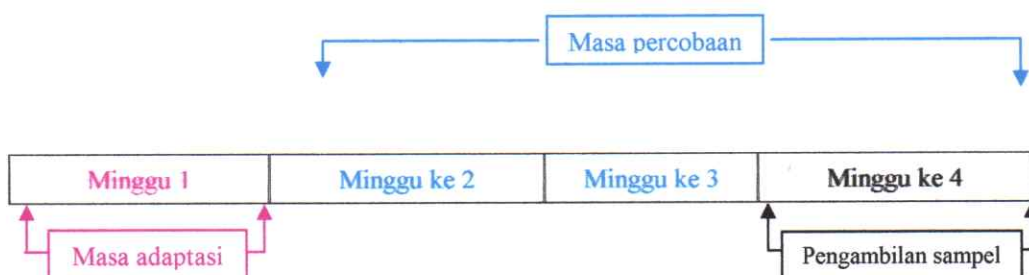 Masa percobaan
Minggu 1 Minggu ke 2 Minggu ke 3 Minggu ke 4
Masa adaptasi Pengambilan sampel